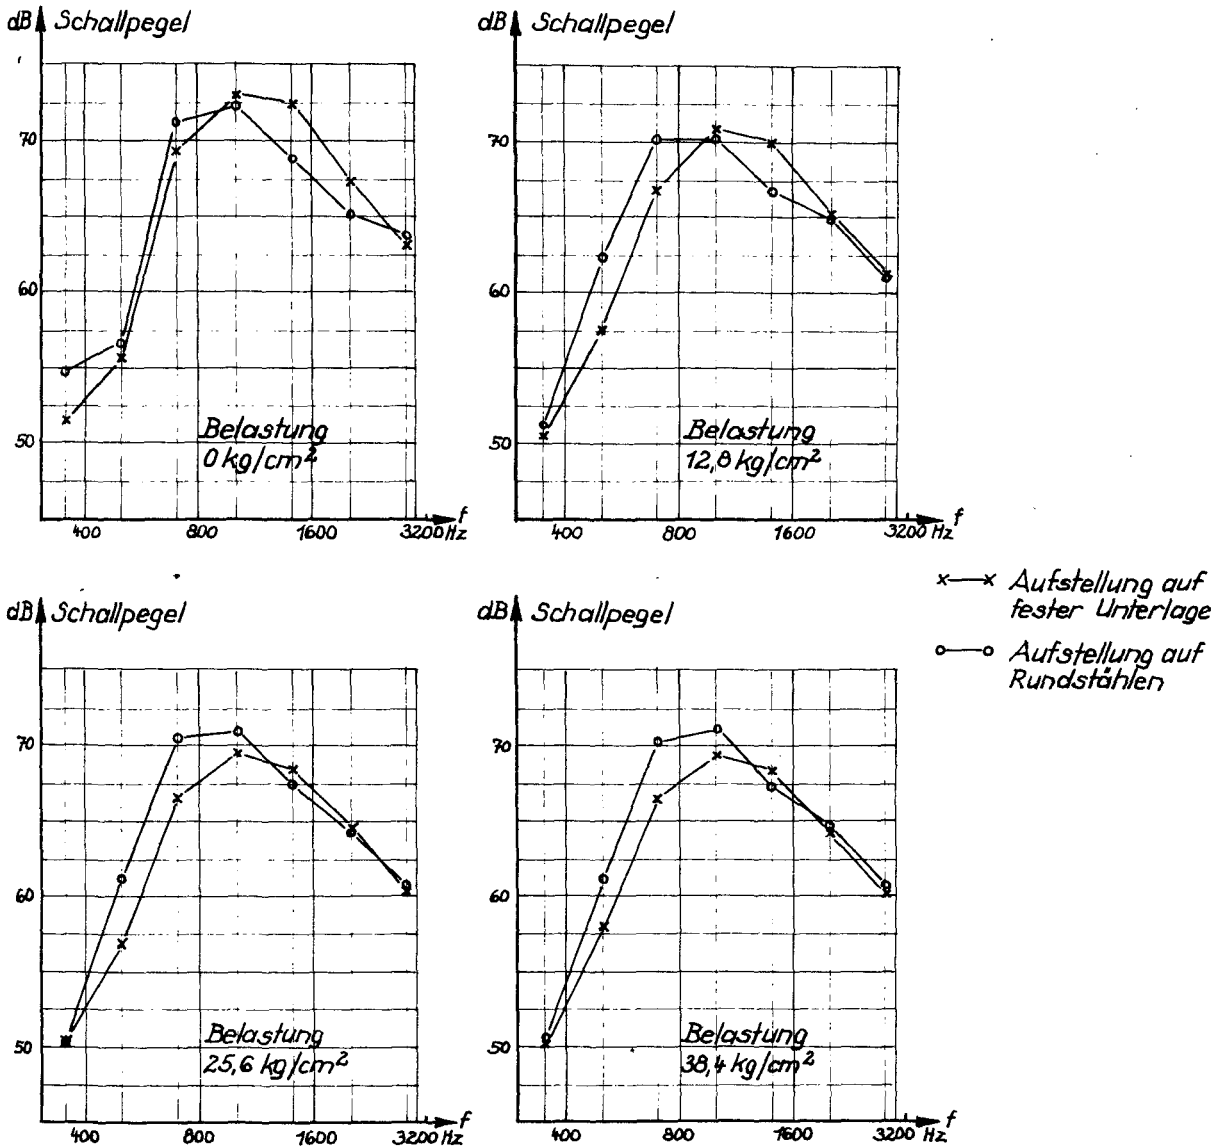 dB Schallpegel
70
60
50
Belastung
0 kg/cm²
400 800 1600 3200 Hz f
dB Schallpegel
70
60
50
Belastung
12,8 kg/cm²
400 800 1600 3200 Hz f
dB Schallpegel
70
60
50
Belastung
25,6 kg/cm²
400 800 1600 3200 Hz f
dB Schallpegel
70
60
50
Belastung
38,4 kg/cm²
400 800 1600 3200 Hz f
x—x Aufstellung auf
fester Unterlage
o—o Aufstellung auf
Rundstählen